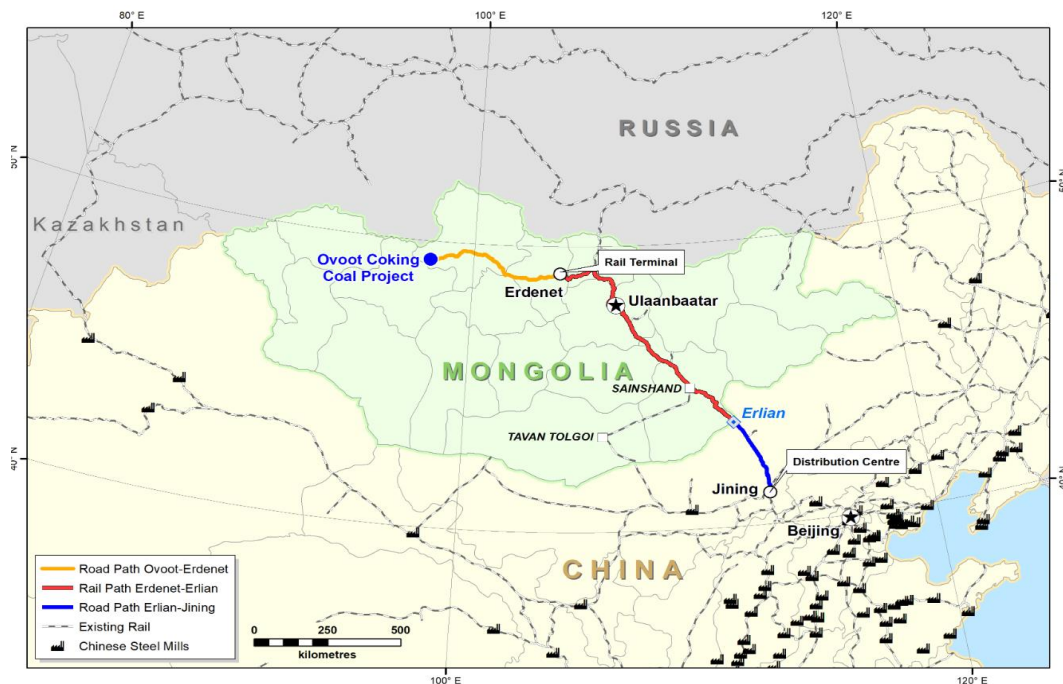 80° E
100° E
120° E
RUSSIA
50° N
50° N
Kazakhstan
Ovoot Coking
Coal Project
Rail Terminal
Erdenet
Ulaanbaatar
MONGOLIA
SAINSHAND
Erlian
TAVAN TOLGOI
Distribution Centre
40° N
40° N
Jining
Beijing
CHINA
Road Path Ovoot-Erdenet
Rail Path Erdenet-Erlian
Road Path Erlian-Jining
Existing Rail
Chinese Steel Mills
0 250 500
kilometres
100° E
120° E